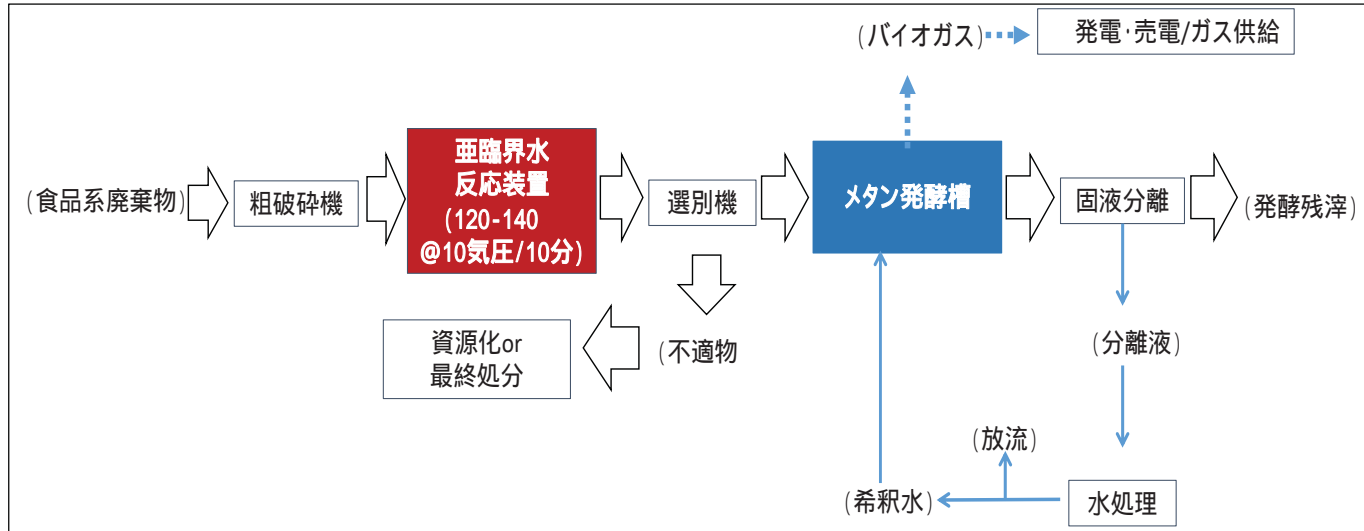 (バイオガス)
発電･売電/ガス供給
(食品系廃棄物)
粗破砕機
亜臨界水
反応装置
(120-140
@10気圧/10分)
選別機
メタン発酵槽
固液分離
(発酵残滓)
資源化or
最終処分
(不適物
(分離液)
(放流)
(希釈水)
水処理